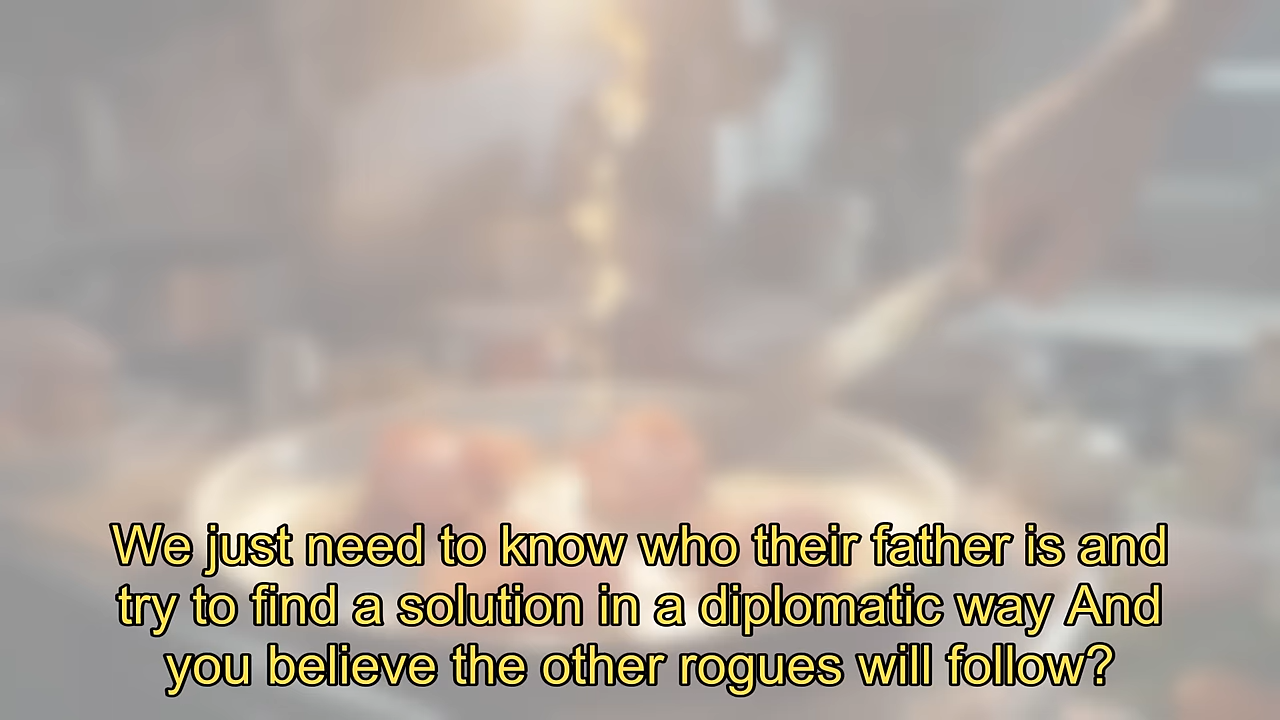 We just need to know who their father is and
try to find a solution in a diplomatic way And
you believe the other rogues will follow?